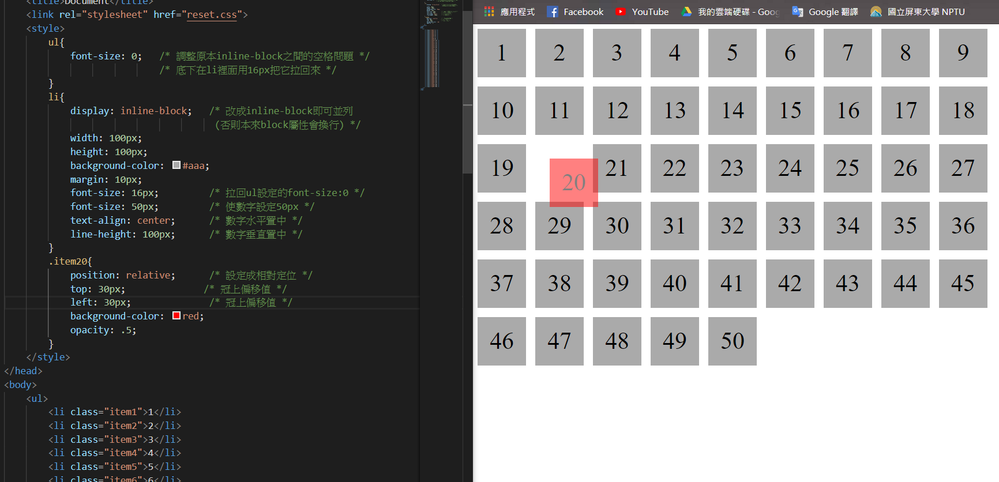 <title>Document</title>
<link rel="stylesheet" href="reset.css">
<style>
ul{
font-size: 0; /* 調整原本inline-block之間的空格問題 */
/* 底下在li裡面用16px把它拉回來 */
}
li{
display: inline-block; /* 改成inline-block即可並列
(否則本來block屬性會換行) */
width: 100px;
height: 100px;
background-color: #aaa;
margin: 10px;
font-size: 16px; /* 拉回ul設定的font-size:0 */
font-size: 50px; /* 使數字設定50px */
text-align: center; /* 數字水平置中 */
line-height: 100px; /* 數字垂直置中 */
}
.item20{
position: relative; /* 設定成相對定位 */
top: 30px; /* 冠上偏移值 */
left: 30px; /* 冠上偏移值 */
background-color: red;
opacity: .5;
}
</style>
</head>
<body>
<ul>
<li class="item1">1</li>
<li class="item2">2</li>
<li class="item3">3</li>
<li class="item4">4</li>
<li class="item5">5</li>
<li class="item6">6</li>
應用程式 Facebook YouTube 我的雲端硬碟 - Goog Google 翻譯 國立屏東大學 NPTU
1 2 3 4 5 6 7 8 9
10 11 12 13 14 15 16 17 18
19 20 21 22 23 24 25 26 27
28 29 30 31 32 33 34 35 36
37 38 39 40 41 42 43 44 45
46 47 48 49 50